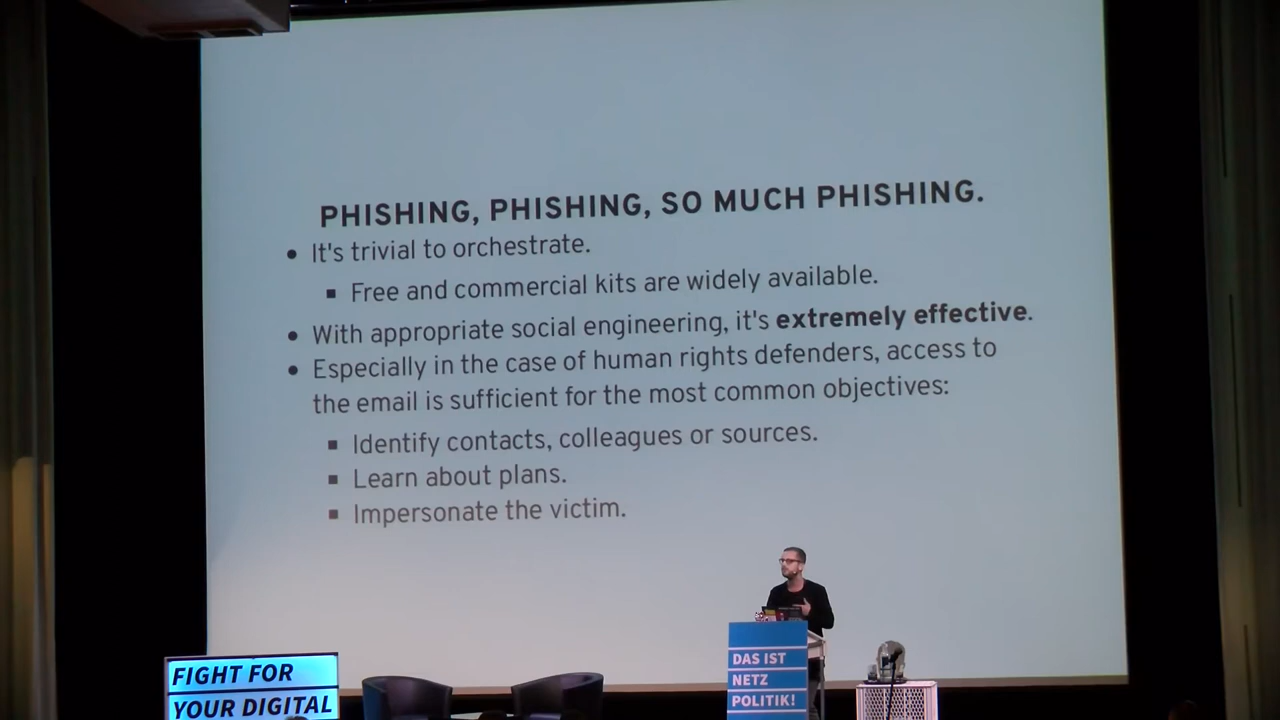 PHISHING, PHISHING, SO MUCH PHISHING.
It's trivial to orchestrate.
Free and commercial kits are widely available.
With appropriate social engineering, it's extremely effective.
Especially in the case of human rights defenders, access to
the email is sufficient for the most common objectives:
Identify contacts, colleagues or sources.
Learn about plans.
Impersonate the victim.
FIGHT FOR
YOUR DIGITAL
DAS IST
NETZ
POLITIK!